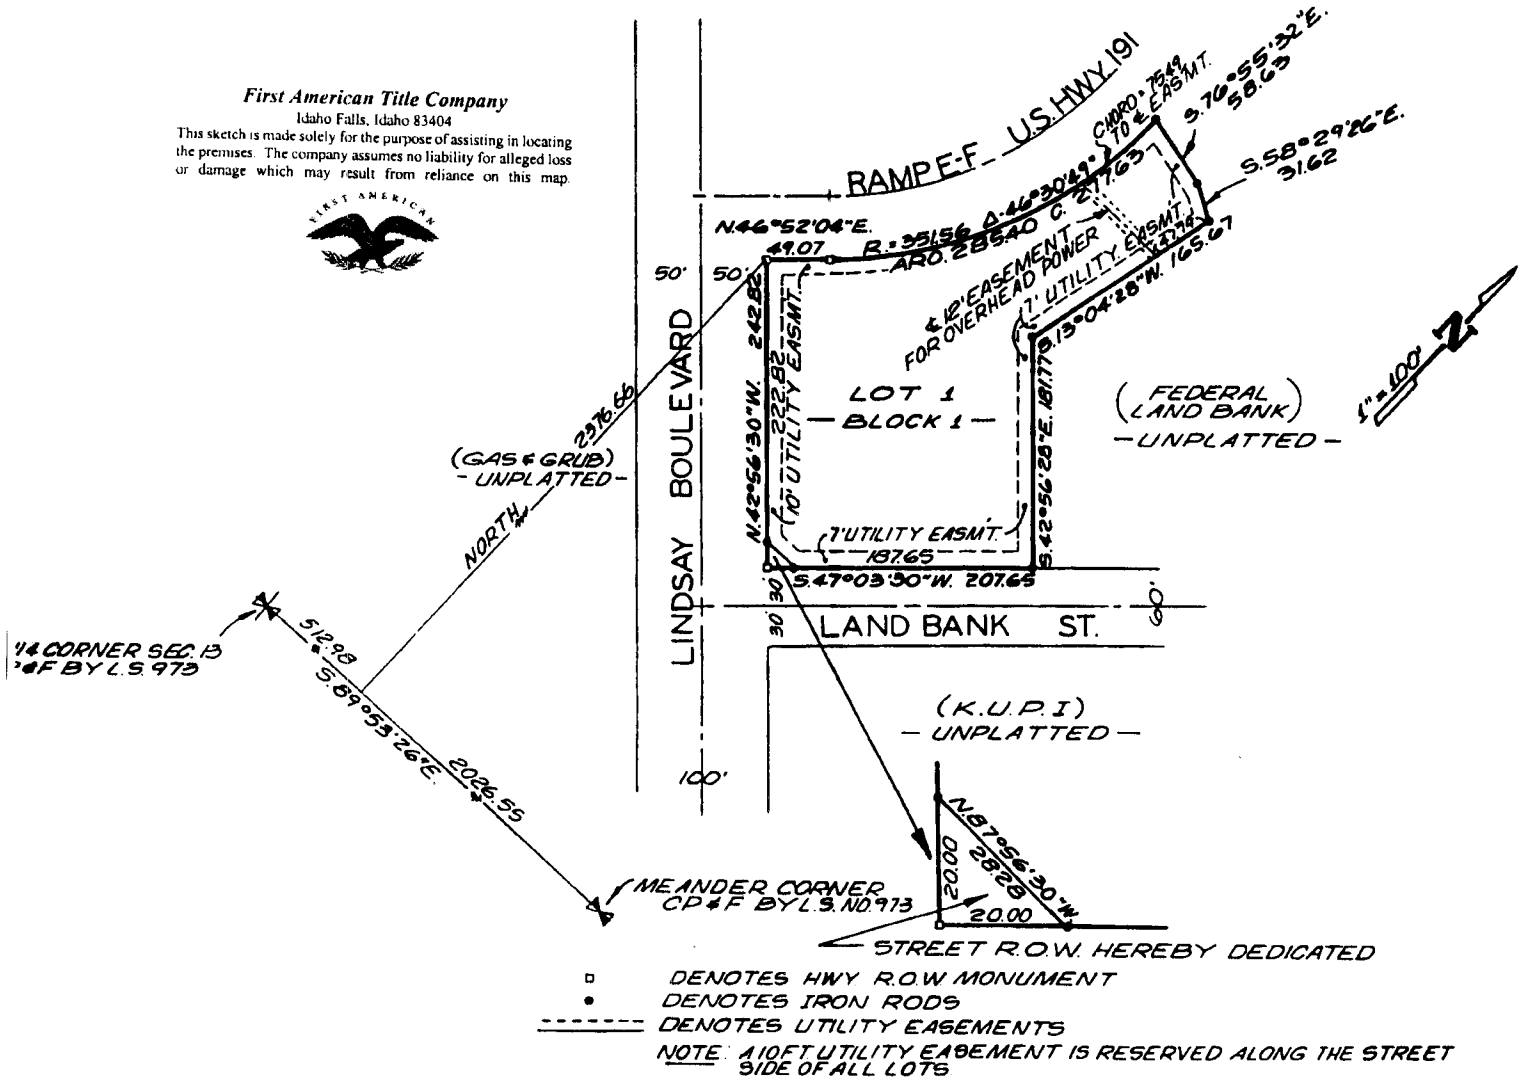 First American Title Company
Idaho Falls, Idaho 83404
This sketch is made solely for the purpose of assisting in locating
the premises. The company assumes no liability for alleged loss
or damage which may result from reliance on this map.
FIRST AMERICAN
RAMP E-F U.S. HWY 191
CHORD = 75.49
TO ⅊ EASMT.
S.76°55'32"E.
58.63
S.58°29'26"E.
31.62
N.46°52'04"E.
49.07
R.=351.56 Δ-46°30'49"
ARC. 285.40 C. 277.63
50' 50'
℄ 12' EASEMENT
FOR OVERHEAD POWER
7' UTILITY EASMT.
S.13°04'28"W. 165.67
N.42°56'30"W. 242.82
222.82
10' UTILITY EASMT.
LOT 1
- BLOCK 1 -
S.42°56'28"E. 181.77
(FEDERAL
LAND BANK)
- UNPLATTED -
1" = 100' N
LINDSAY BOULEVARD
(GAS & GRUB)
- UNPLATTED -
NORTH 2376.66
7' UTILITY EASM'T.
187.65
S.47°03'30"W. 207.65
30 30
LAND BANK ST.
60'
1/4 CORNER SEC. 13
&F BY L.S. 973
512.98
S.89°53'26"E.
2026.55
(K.U.P.I)
- UNPLATTED -
100'
N.87°56'30"W.
28.28
20.00
20.00
MEANDER CORNER
CP&F BY L.S. NO. 973
STREET R.O.W. HEREBY DEDICATED
DENOTES HWY R.O.W MONUMENT
DENOTES IRON RODS
DENOTES UTILITY EASEMENTS
NOTE: A 10FT UTILITY EASEMENT IS RESERVED ALONG THE STREET
SIDE OF ALL LOTS